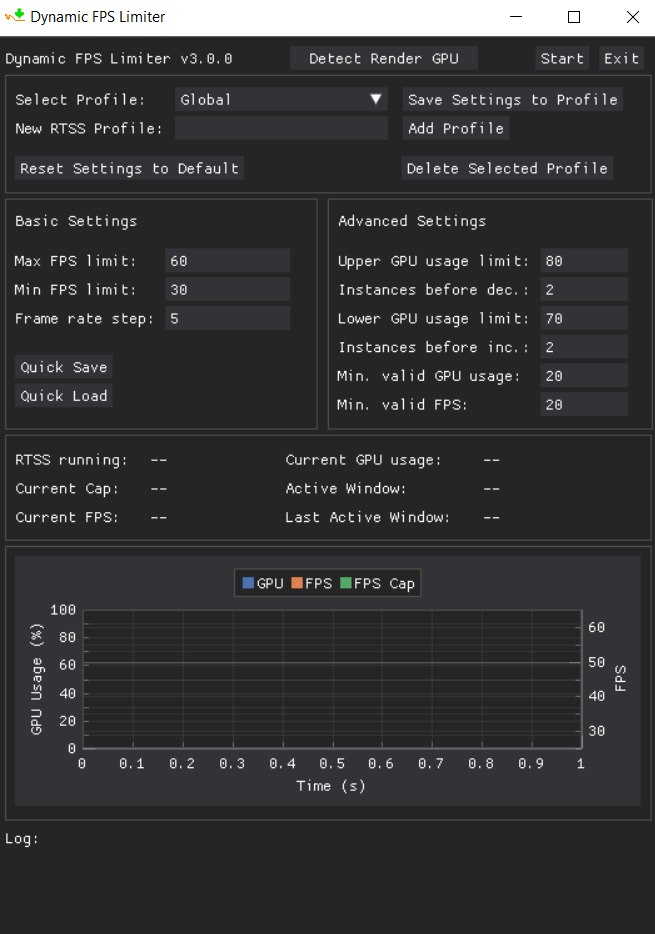 Dynamic FPS Limiter
Dynamic FPS Limiter v3.0.0 Detect Render GPU Start Exit
Select Profile: Global Save Settings to Profile
New RTSS Profile: Add Profile
Reset Settings to Default Delete Selected Profile
Basic Settings
Max FPS limit: 60
Min FPS limit: 30
Frame rate step: 5
Quick Save
Quick Load
Advanced Settings
Upper GPU usage limit: 80
Instances before dec.: 2
Lower GPU usage limit: 70
Instances before inc.: 2
Min. valid GPU usage: 20
Min. valid FPS: 20
RTSS running: -- Current GPU usage: --
Current Cap: -- Active Window: --
Current FPS: -- Last Active Window: --
GPU FPS FPS Cap
GPU Usage (%)
100
80
60
40
20
0
60
50
40
30
FPS
0 0.1 0.2 0.3 0.4 0.5 0.6 0.7 0.8 0.9 1
Time (s)
Log: